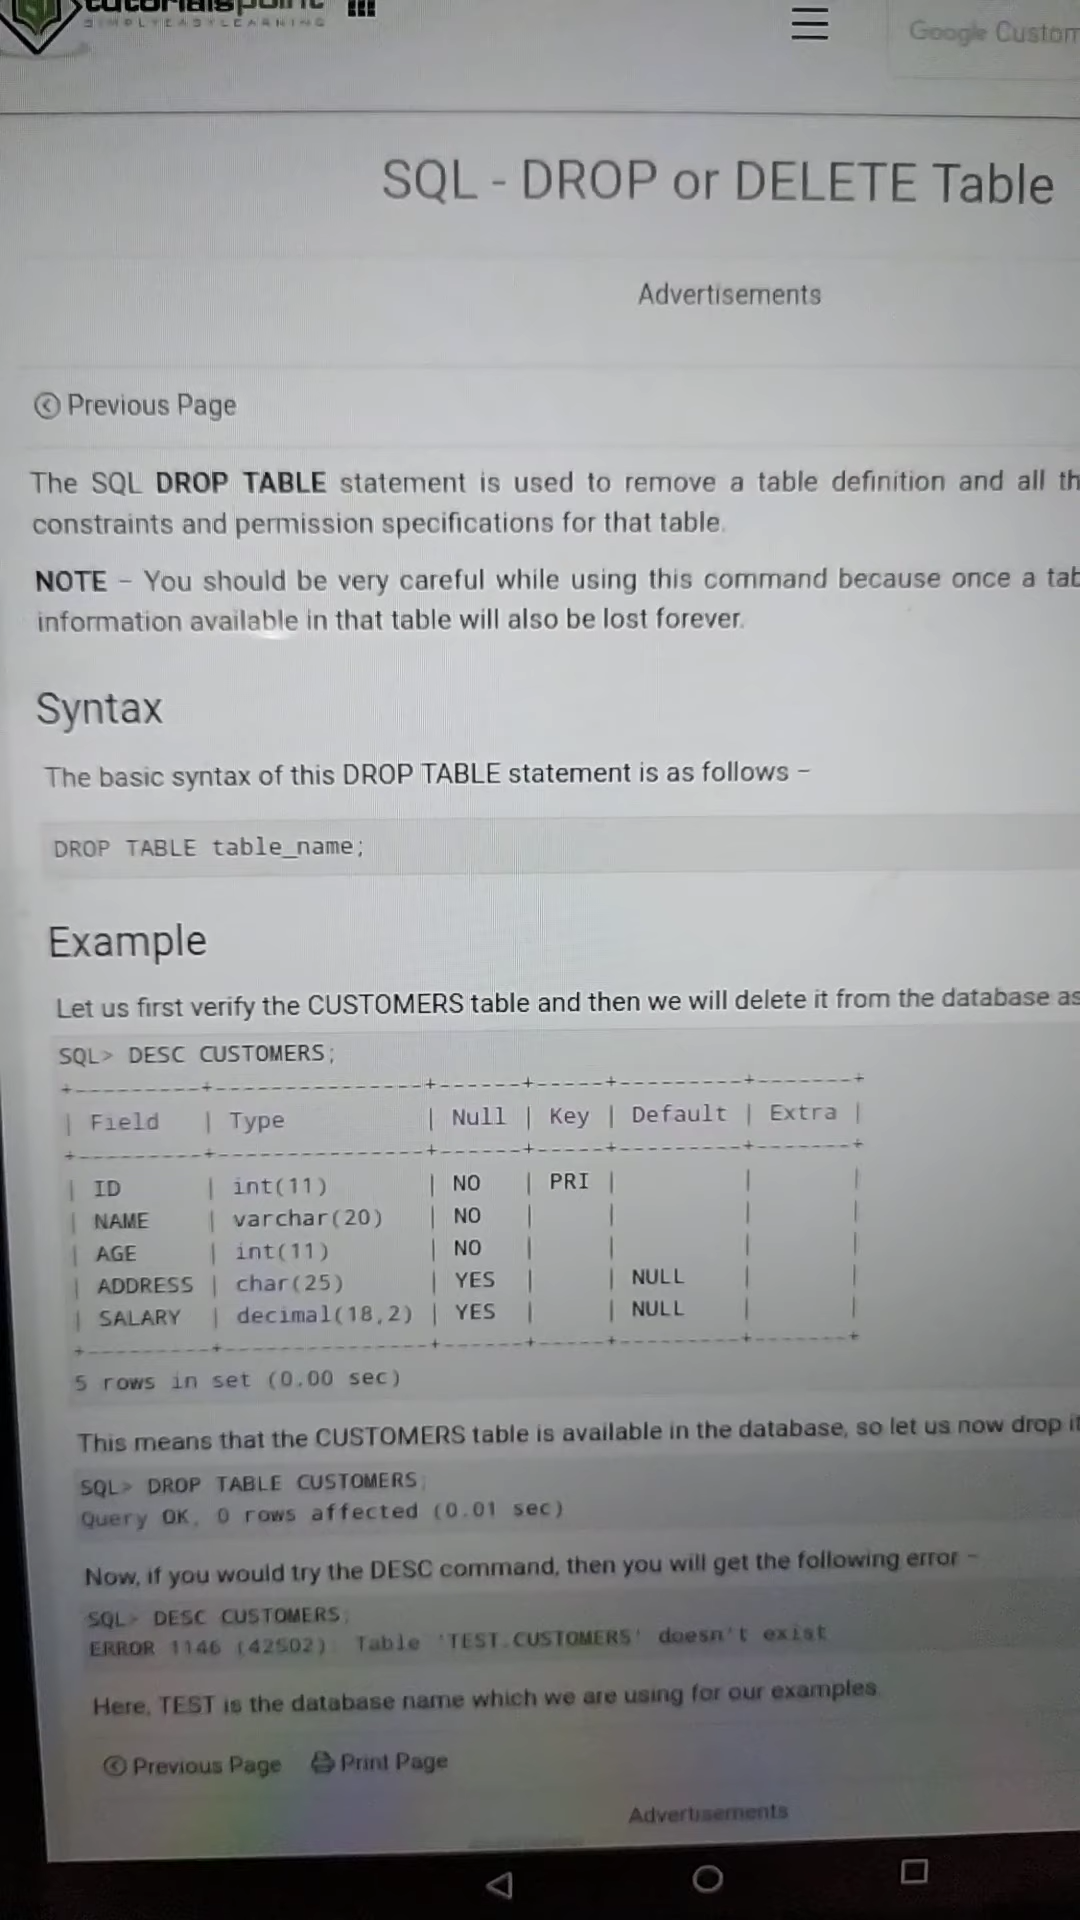 tutorialspoint
SIMPLYEASYLEARNING
Google Custom
SQL - DROP or DELETE Table
Advertisements
Previous Page
The SQL DROP TABLE statement is used to remove a table definition and all th
constraints and permission specifications for that table.
NOTE − You should be very careful while using this command because once a tab
information available in that table will also be lost forever.
Syntax
The basic syntax of this DROP TABLE statement is as follows −
DROP TABLE table_name;
Example
Let us first verify the CUSTOMERS table and then we will delete it from the database as
SQL> DESC CUSTOMERS;
+---------+---------------+------+-----+---------+-------+
| Field | Type | Null | Key | Default | Extra |
+---------+---------------+------+-----+---------+-------+
| ID | int(11) | NO | PRI | | |
| NAME | varchar(20) | NO | | | |
| AGE | int(11) | NO | | | |
| ADDRESS | char(25) | YES | | NULL | |
| SALARY | decimal(18,2) | YES | | NULL | |
+---------+---------------+------+-----+---------+-------+
5 rows in set (0.00 sec)
This means that the CUSTOMERS table is available in the database, so let us now drop it
SQL> DROP TABLE CUSTOMERS;
Query OK, 0 rows affected (0.01 sec)
Now, if you would try the DESC command, then you will get the following error −
SQL> DESC CUSTOMERS;
ERROR 1146 (42S02): Table 'TEST.CUSTOMERS' doesn't exist
Here, TEST is the database name which we are using for our examples.
Previous Page Print Page
Advertisements